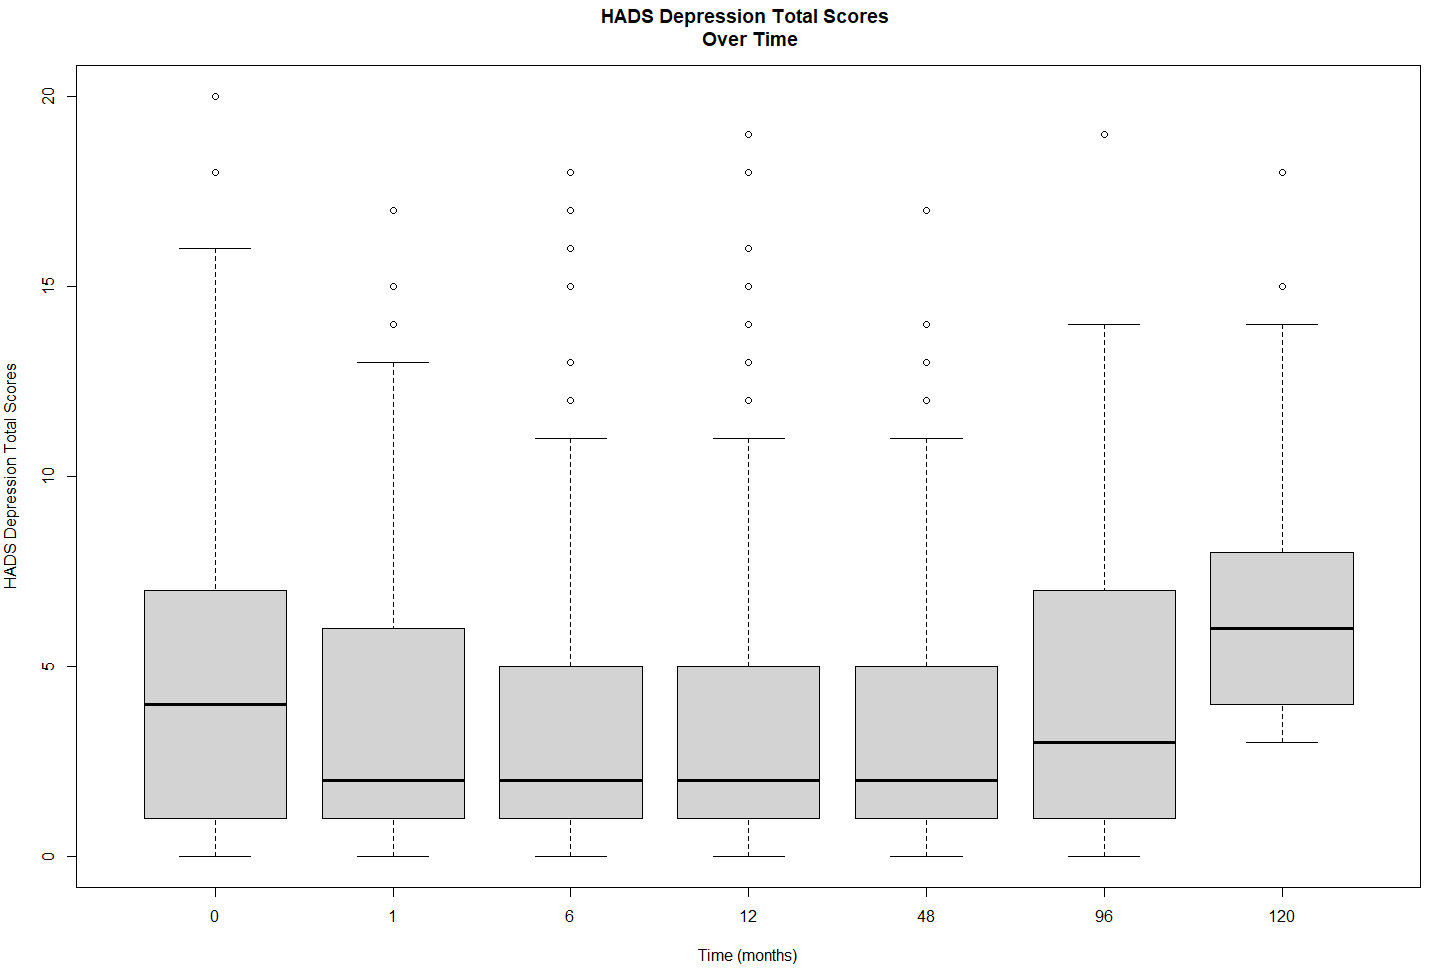 HADS Depression Total Scores
Over Time
HADS Depression Total Scores
20
15
10
5
0
0 1 6 12 48 96 120
Time (months)